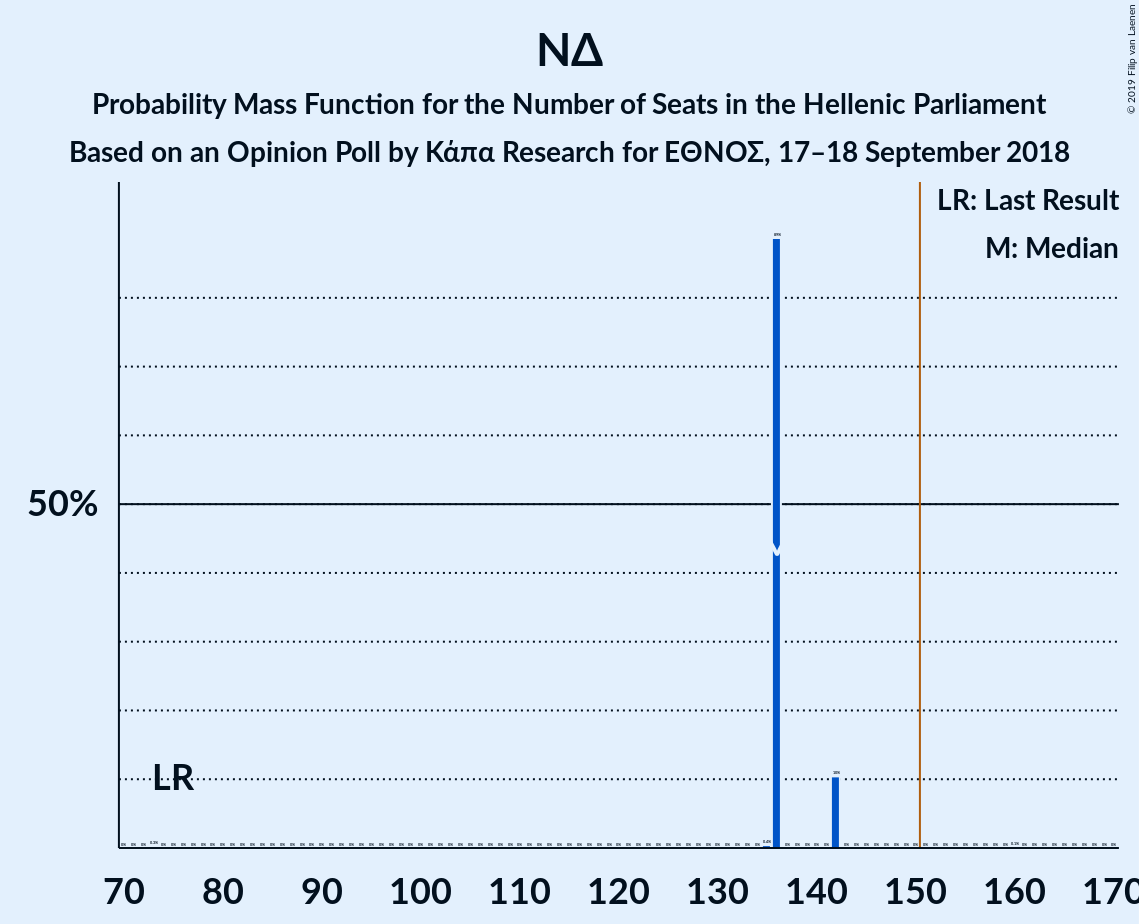 ΝΔ
Probability Mass Function for the Number of Seats in the Hellenic Parliament
Based on an Opinion Poll by Κάπα Research for ΕΘΝΟΣ, 17–18 September 2018
© 2019 Filip van Laenen
LR: Last Result
M: Median
50%
LR
70 80 90 100 110 120 130 140 150 160 170